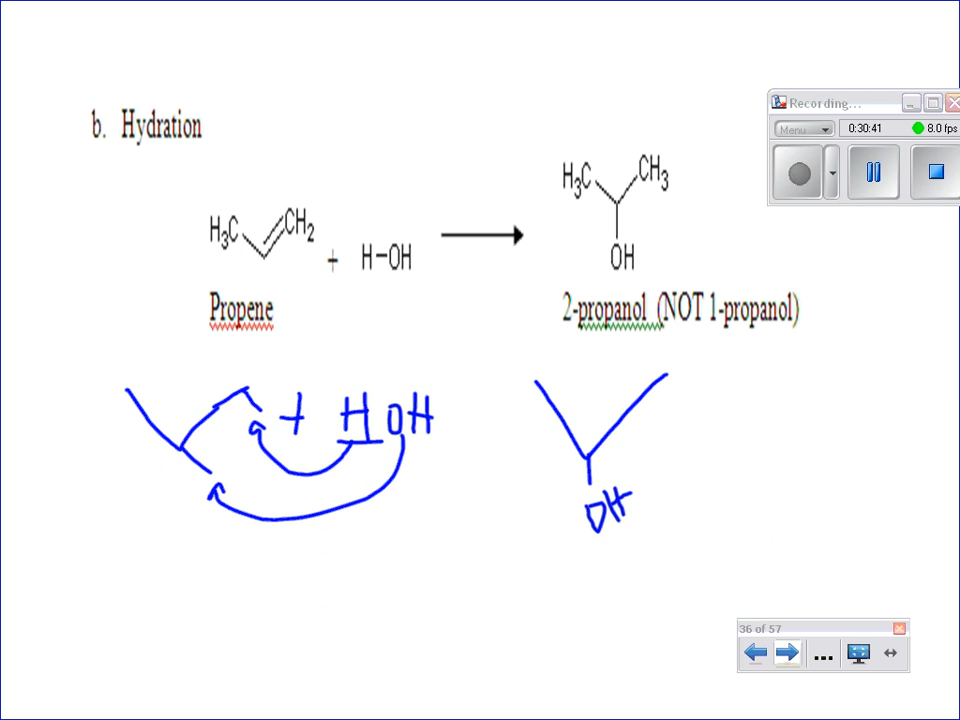 b. Hydration
Recording...
Menu
0:30:41
8.0 fps
H₃C CH₂ + H–OH
H₃C CH₃
OH
Propene
2-propanol (NOT 1-propanol)
+ H OH
OH
36 of 57
...